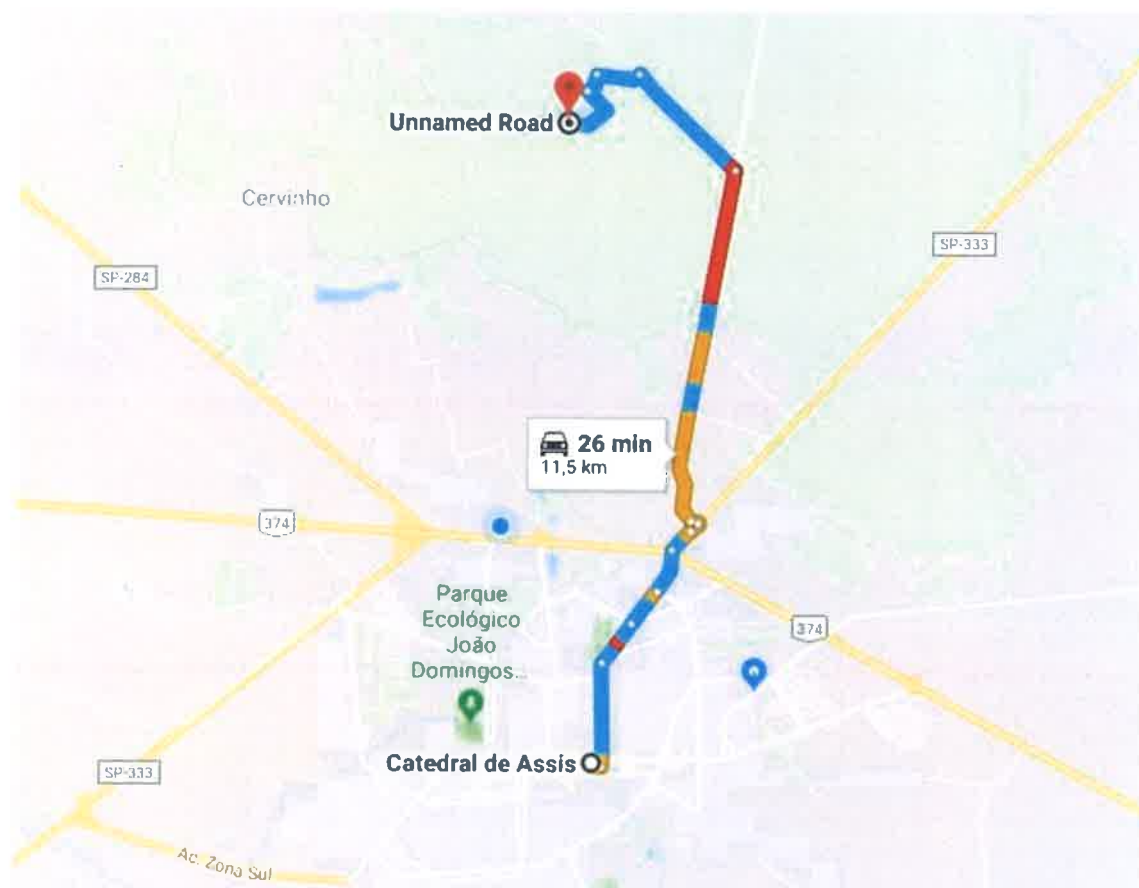 Unnamed Road
Cervinho
SP-333
SP-284
26 min
11,5 km
374
Parque
Ecológico
João
Domingos...
374
Catedral de Assis
SP-333
Ac. Zona Sul